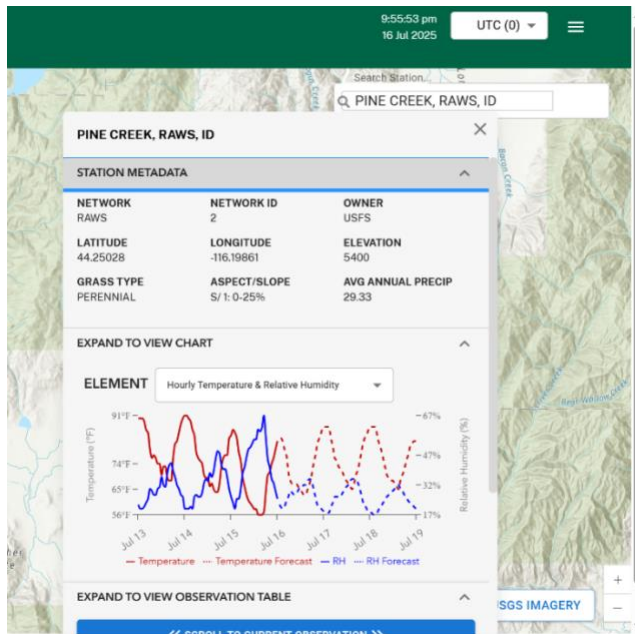 9:55:53 pm
16 Jul 2025
UTC (0)
Search Station...
PINE CREEK, RAWS, ID
PINE CREEK, RAWS, ID
STATION METADATA
NETWORK NETWORK ID OWNER
RAWS 2 USFS
LATITUDE LONGITUDE ELEVATION
44.25028 -116.19861 5400
GRASS TYPE ASPECT/SLOPE AVG ANNUAL PRECIP
PERENNIAL S/ 1: 0-25% 29.33
EXPAND TO VIEW CHART
ELEMENT Hourly Temperature & Relative Humidity
91°F 67%
74°F 47%
65°F 32%
56°F 17%
Temperature (°F)
Relative Humidity (%)
Jul 13 Jul 14 Jul 15 Jul 16 Jul 17 Jul 18 Jul 19
Temperature Temperature Forecast RH RH Forecast
EXPAND TO VIEW OBSERVATION TABLE
<< SCROLL TO CURRENT OBSERVATION >>
SGS IMAGERY
+
−
Bacon Creek